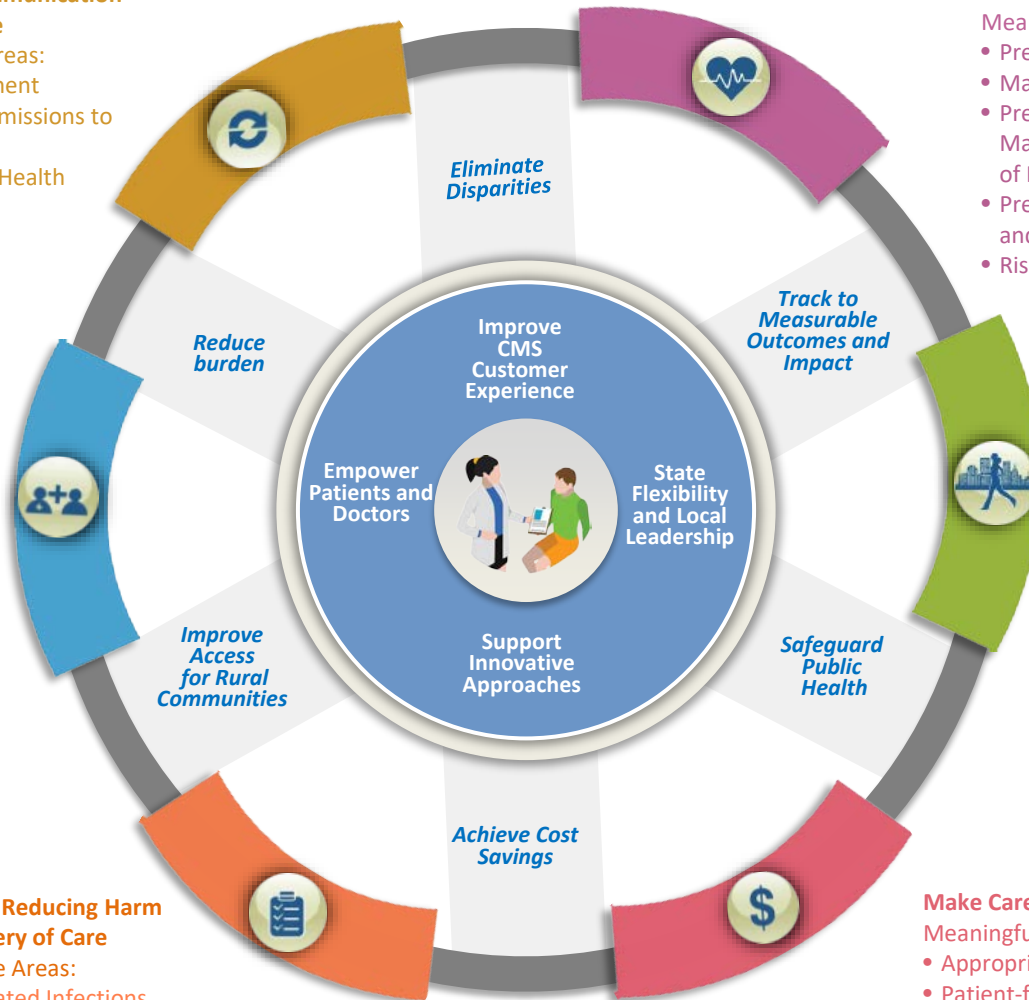 reas:
ment
missions to
Health
Mea
• Pre
• Ma
• Pre
Ma
of
• Pre
and
• Ris
Eliminate
Disparities
Reduce
burden
Track to
Measurable
Outcomes and
Impact
Improve
CMS
Customer
Experience
Empower
Patients and
Doctors
State
Flexibility
and Local
Leadership
Support
Innovative
Approaches
Improve
Access
for Rural
Communities
Safeguard
Public
Health
Achieve Cost
Savings
$
Reducing Harm
ery of Care
e Areas:
ated Infections
Make Care
Meaningfu
• Appropri
• Patient-f